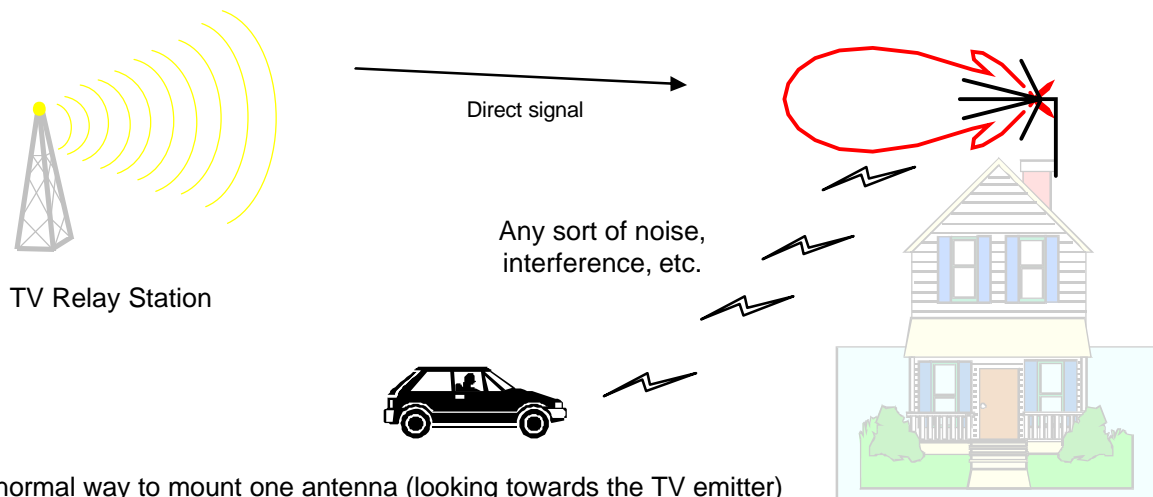 Direct signal
Any sort of noise,
interference, etc.
TV Relay Station
normal way to mount one antenna (looking towards the TV emitter)